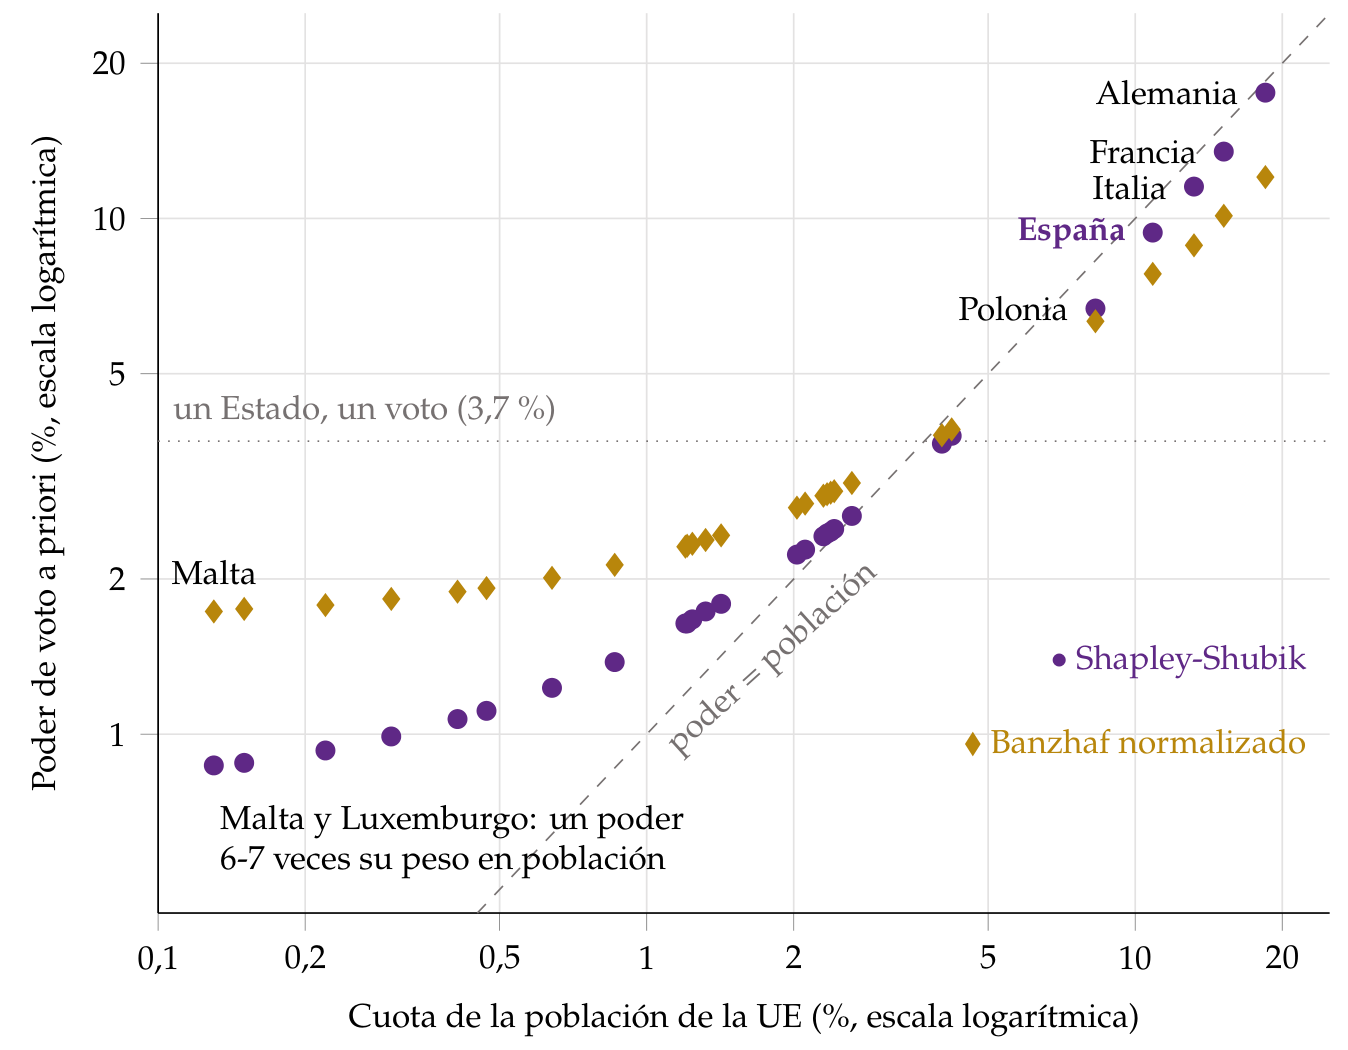 20
10
5
2
1
Poder de voto a priori (%, escala logarítmica)
Alemania
Francia
Italia
España
Polonia
un Estado, un voto (3,7 %)
Malta
poder = población
Shapley-Shubik
Banzhaf normalizado
Malta y Luxemburgo: un poder
6-7 veces su peso en población
0,1
0,2
0,5
1
2
5
10
20
Cuota de la población de la UE (%, escala logarítmica)